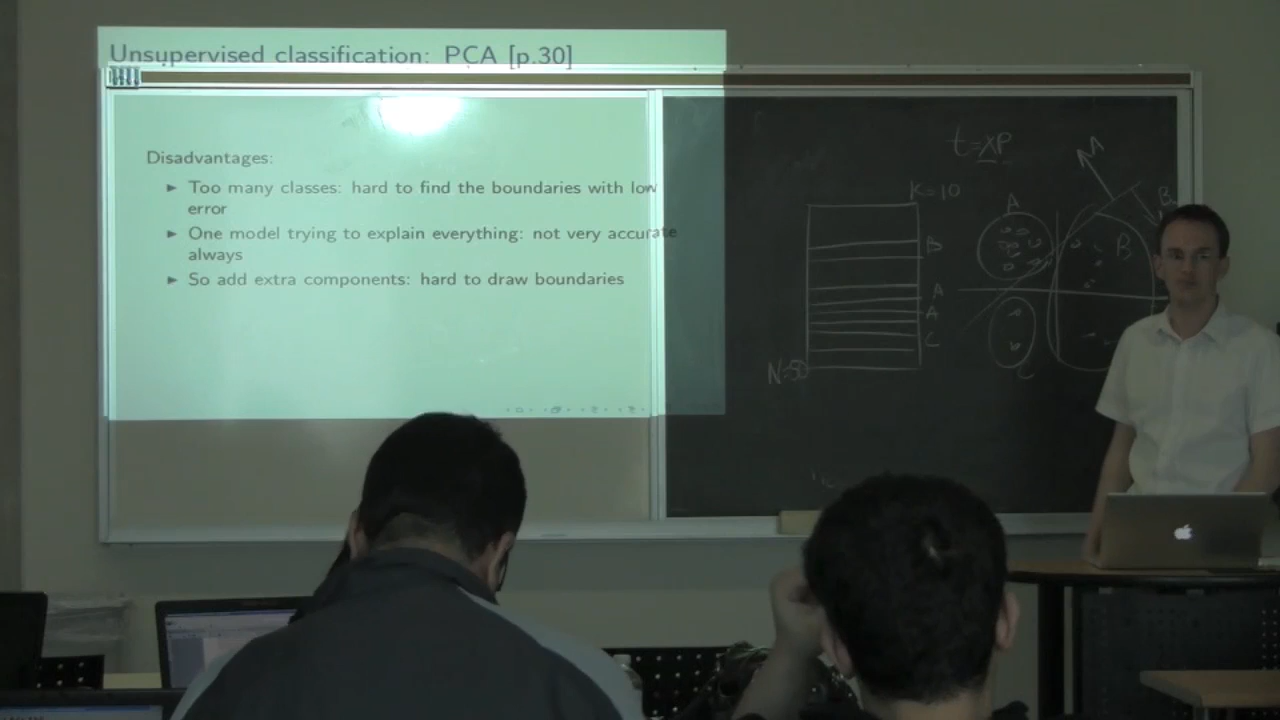 Unsupervised classification: PCA [p.30]
Disadvantages:
► Too many classes: hard to find the boundaries with low
error
► One model trying to explain everything: not very accurate
always
► So add extra components: hard to draw boundaries
t=XP
K=10
A
A
B
B
B
A
A
C
C
N=50